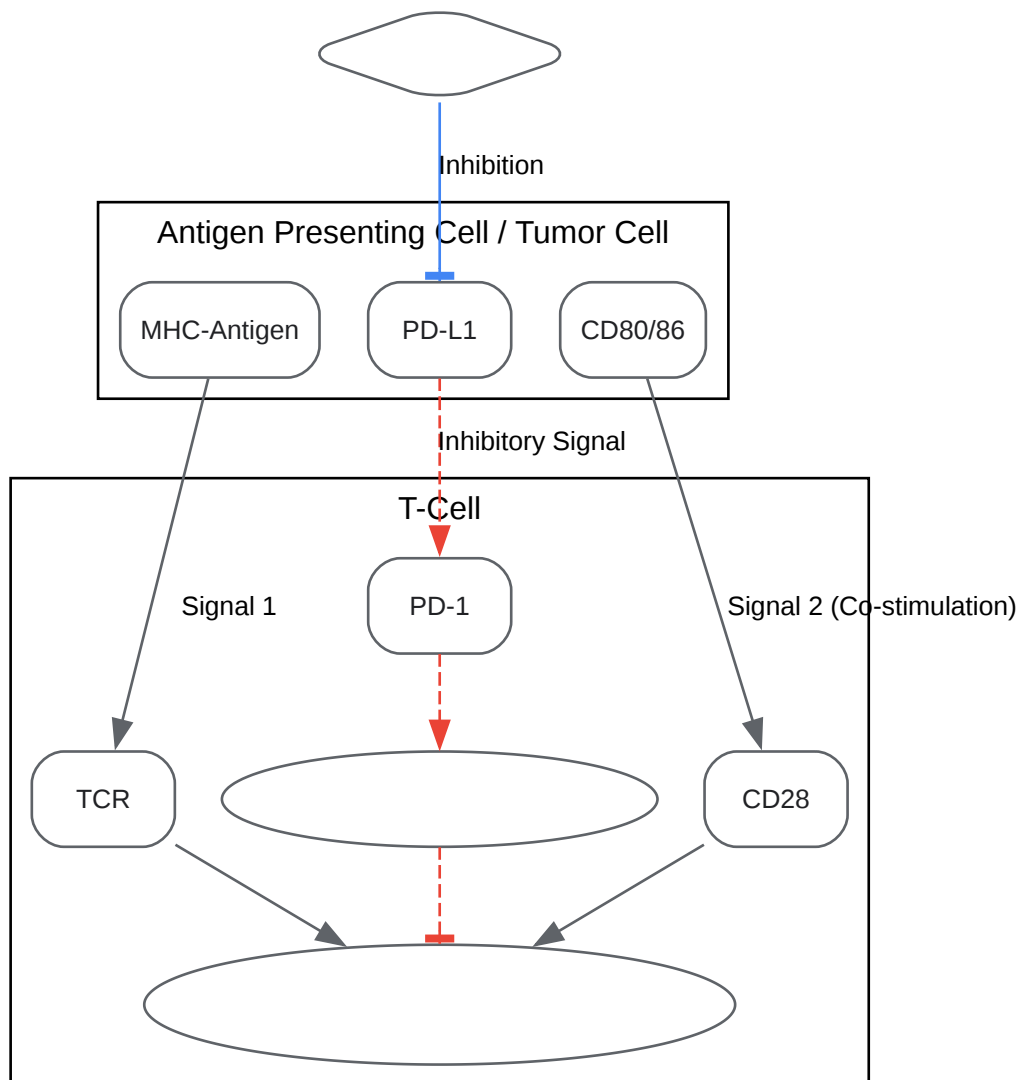 Inhibition
Antigen Presenting Cell / Tumor Cell
MHC-Antigen
PD-L1
CD80/86
Inhibitory Signal
T-Cell
Signal 1
PD-1
Signal 2 (Co-stimulation)
TCR
CD28